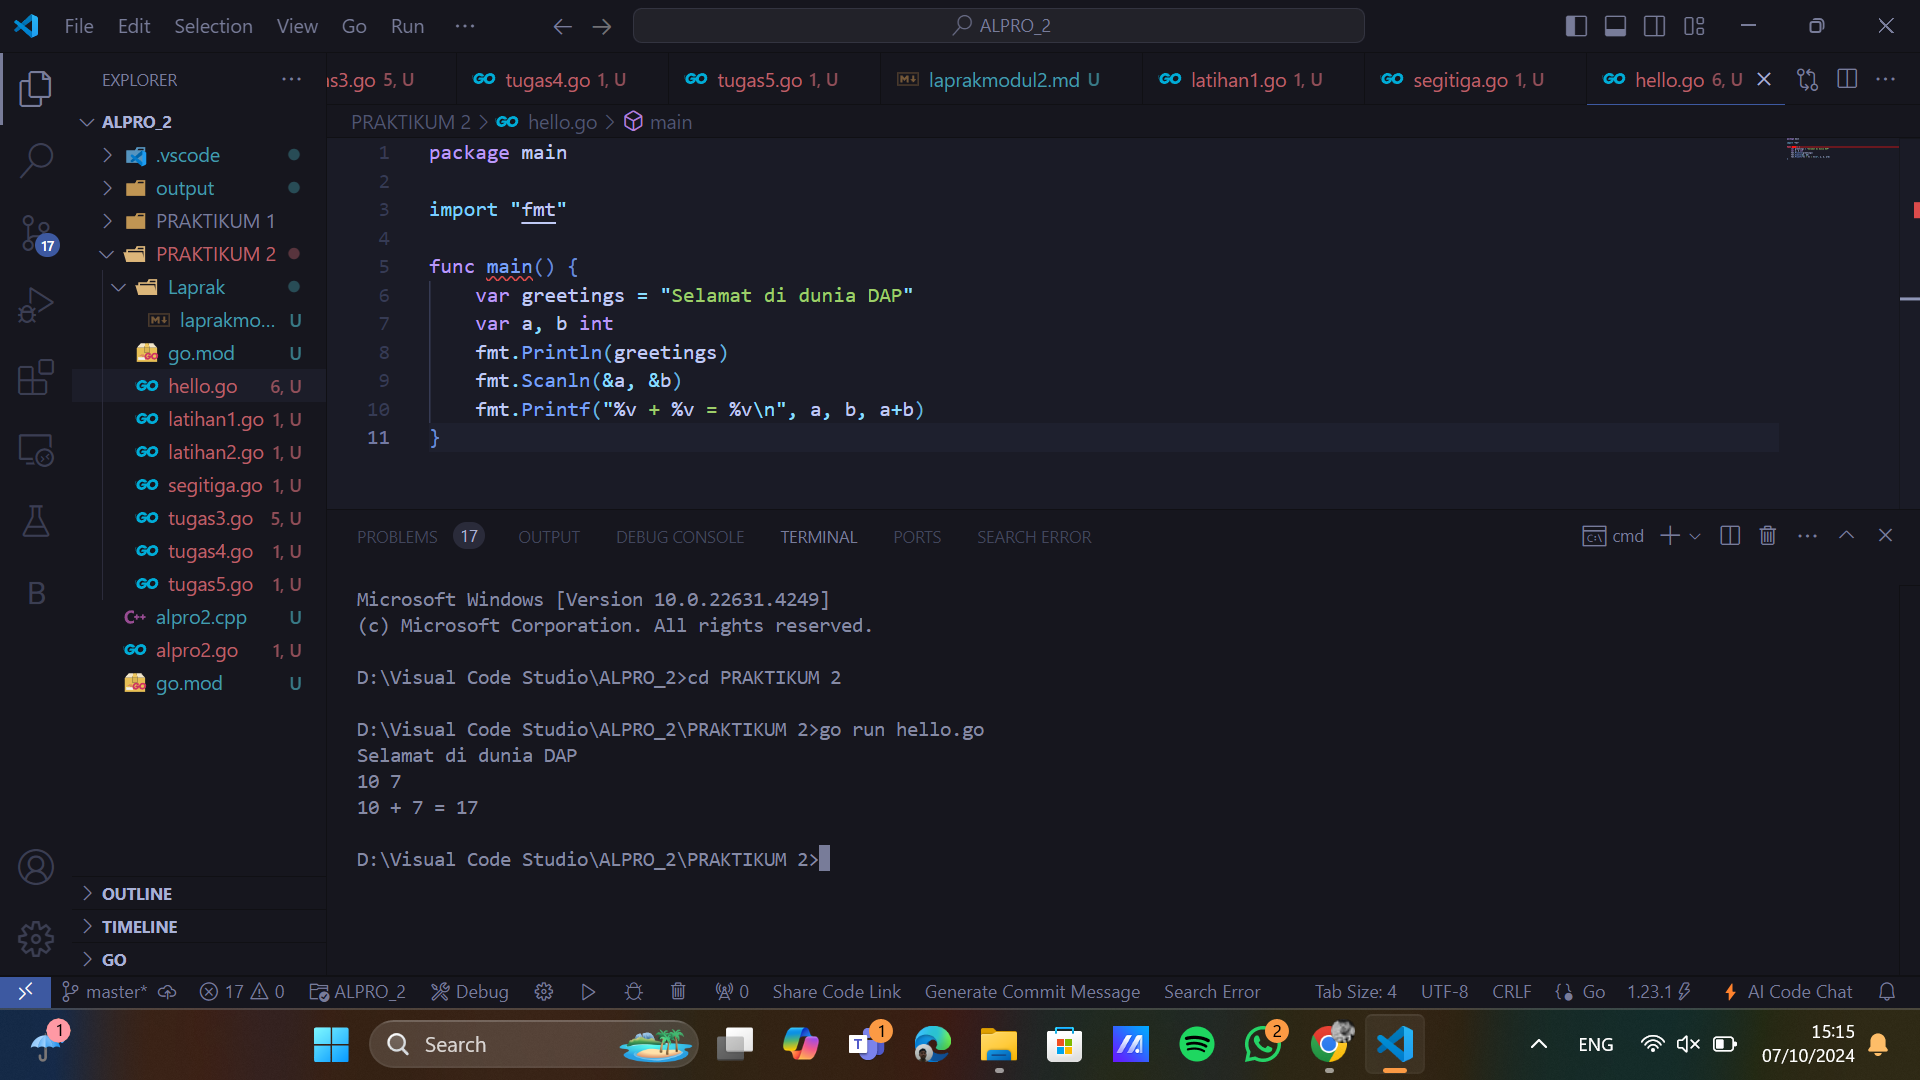 File Edit Selection View Go Run ··· ALPRO_2
EXPLORER ···
as3.go 5, U tugas4.go 1, U tugas5.go 1, U laprakmodul2.md U latihan1.go 1, U segitiga.go 1, U hello.go 6, U
PRAKTIKUM 2 > hello.go > main
ALPRO_2
.vscode
output
PRAKTIKUM 1
PRAKTIKUM 2
Laprak
laprakmo... U
go.mod U
hello.go 6, U
latihan1.go 1, U
latihan2.go 1, U
segitiga.go 1, U
tugas3.go 5, U
tugas4.go 1, U
tugas5.go 1, U
alpro2.cpp U
alpro2.go 1, U
go.mod U
OUTLINE
TIMELINE
GO
17
B
1 package main
2
3 import "fmt"
4
5 func main() {
6 var greetings = "Selamat di dunia DAP"
7 var a, b int
8 fmt.Println(greetings)
9 fmt.Scanln(&a, &b)
10 fmt.Printf("%v + %v = %v\n", a, b, a+b)
11 }
PROBLEMS 17 OUTPUT DEBUG CONSOLE TERMINAL PORTS SEARCH ERROR cmd
Microsoft Windows [Version 10.0.22631.4249]
(c) Microsoft Corporation. All rights reserved.
D:\Visual Code Studio\ALPRO_2>cd PRAKTIKUM 2
D:\Visual Code Studio\ALPRO_2\PRAKTIKUM 2>go run hello.go
Selamat di dunia DAP
10 7
10 + 7 = 17
D:\Visual Code Studio\ALPRO_2\PRAKTIKUM 2>
master* 17 0 ALPRO_2 Debug 0 Share Code Link Generate Commit Message Search Error Tab Size: 4 UTF-8 CRLF Go 1.23.1 AI Code Chat
1 Search 1 2 ENG 15:15
07/10/2024